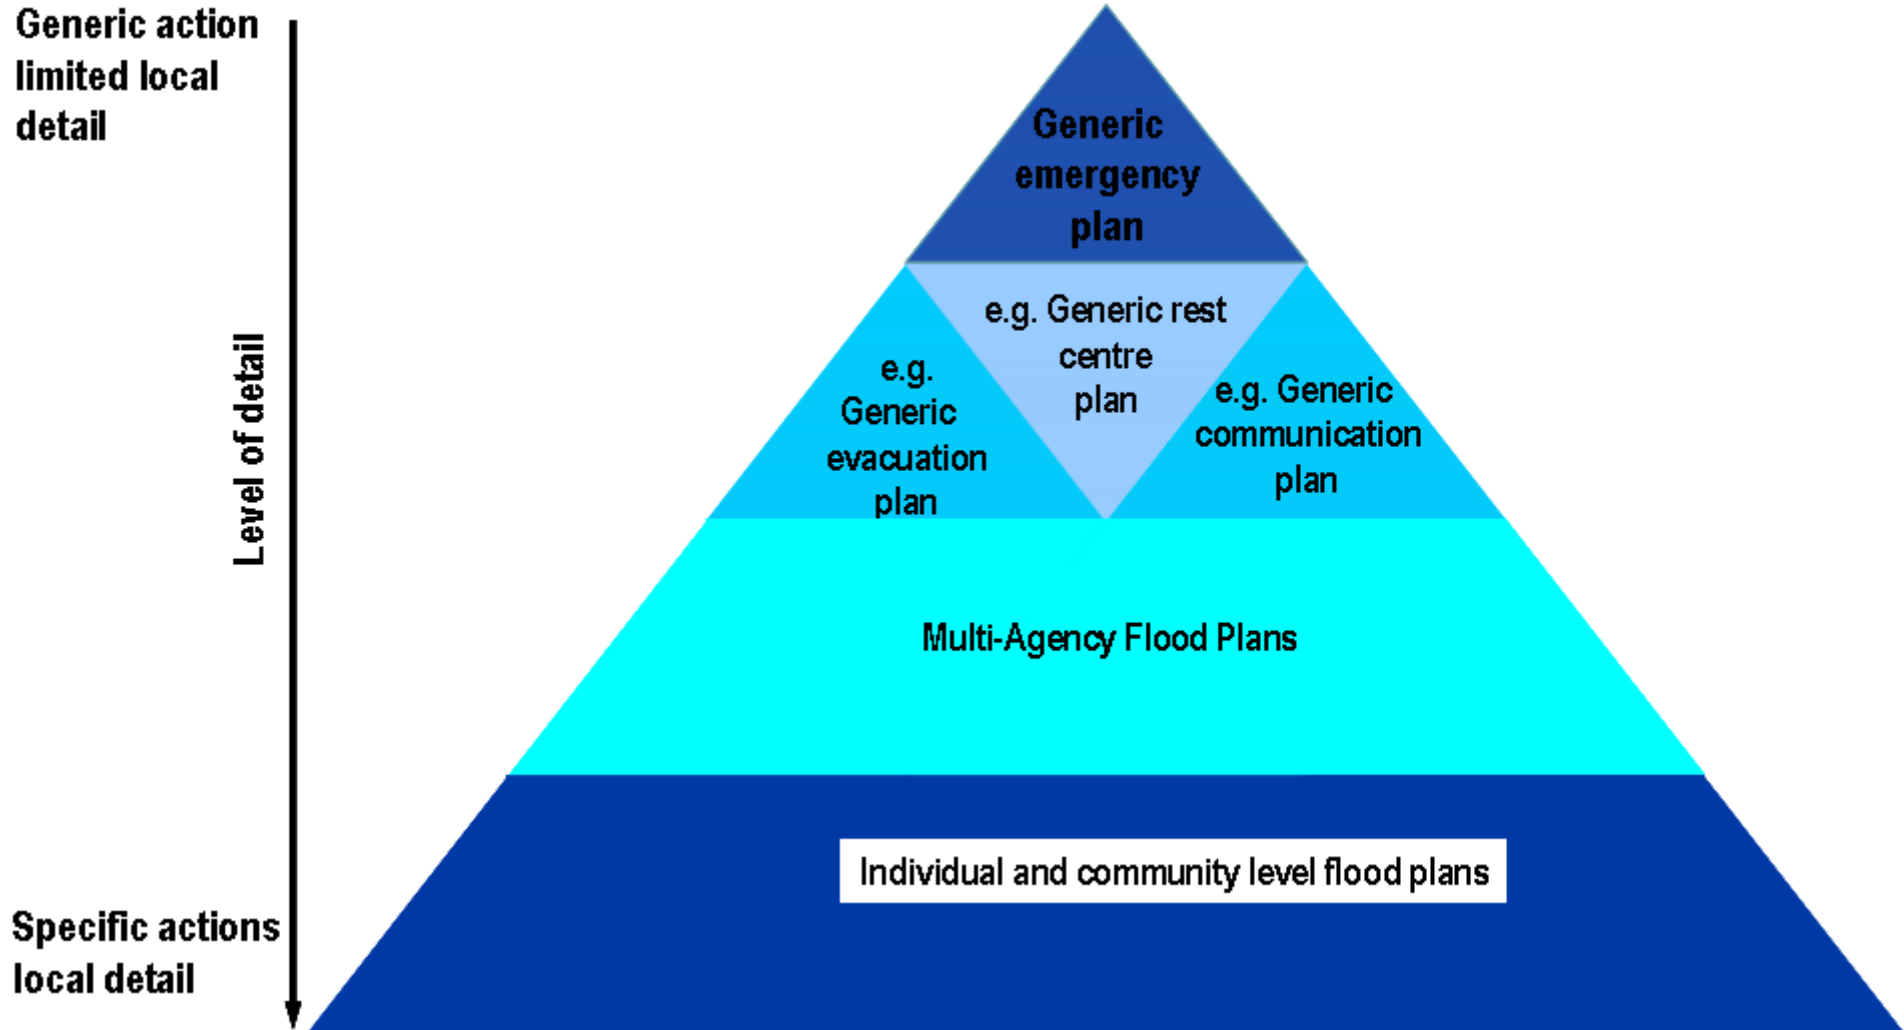 Generic action
limited local
detail
Level of detail
Specific actions
local detail
Generic
emergency
plan
e.g. Generic rest
centre
plan
e.g.
Generic
evacuation
plan
e.g. Generic
communication
plan
Multi-Agency Flood Plans
Individual and community level flood plans